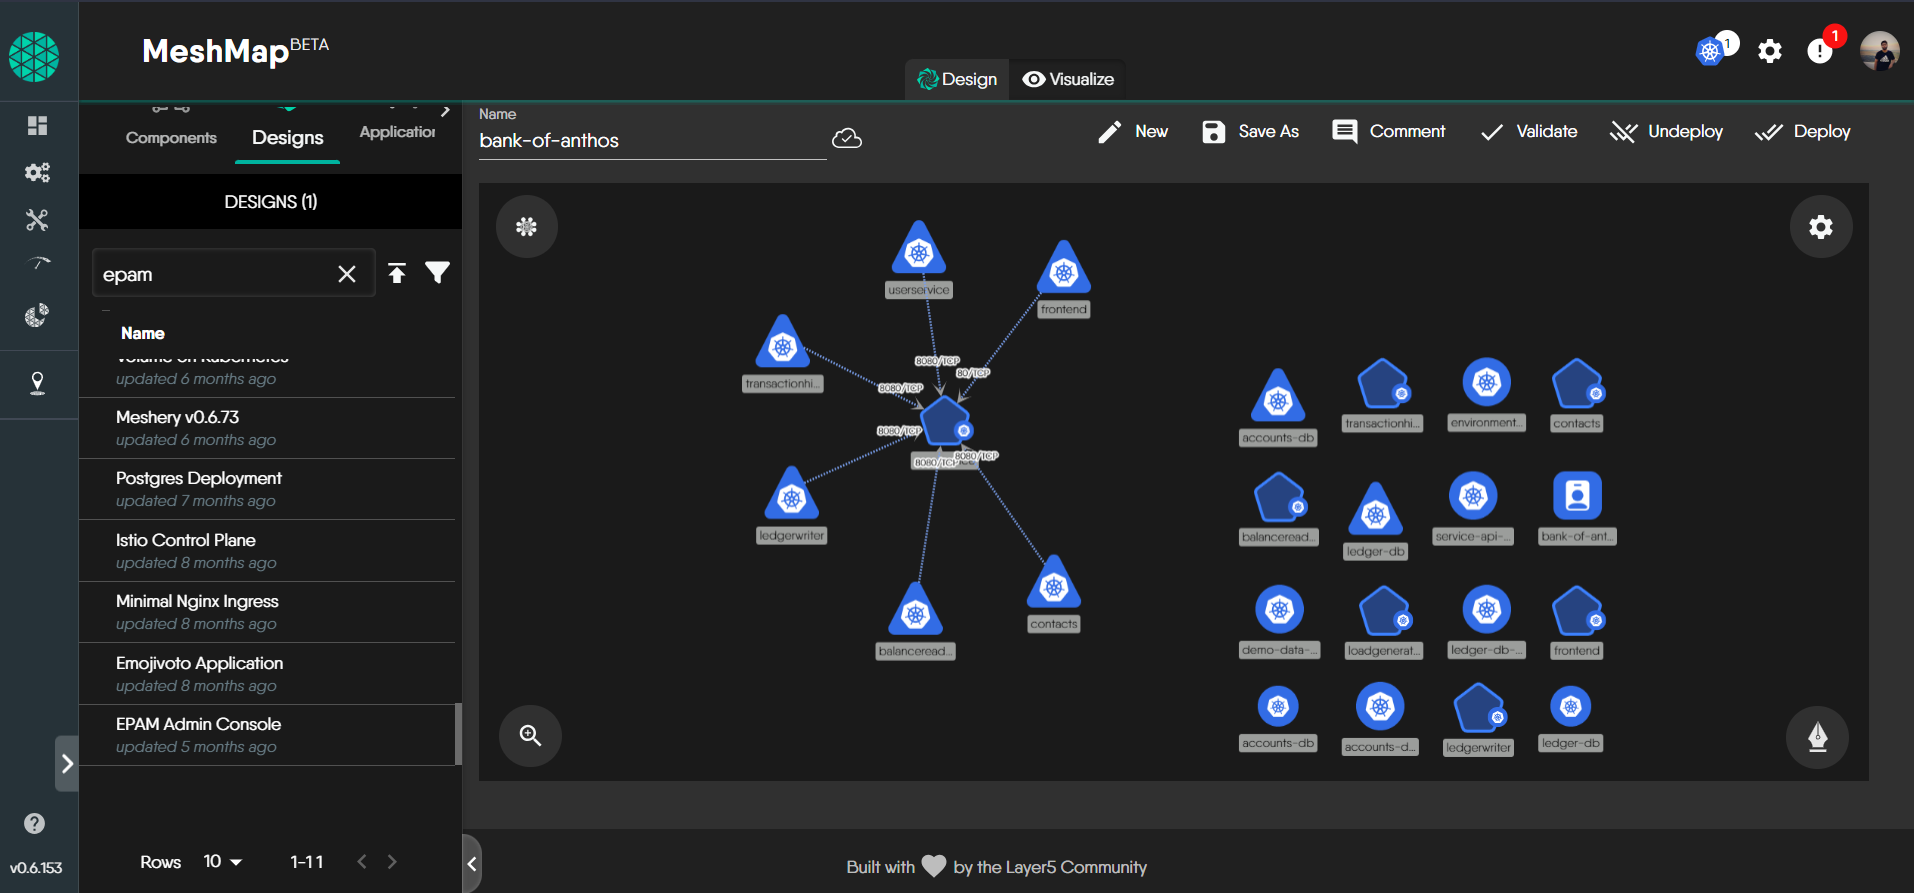 MeshMap BETA
1
1
Design
Visualize
Components
Designs
Application
Name
bank-of-anthos
New
Save As
Comment
Validate
Undeploy
Deploy
DESIGNS (1)
epam
Name
Volume on Kubernetes
updated 6 months ago
Meshery v0.6.73
updated 6 months ago
Postgres Deployment
updated 7 months ago
Istio Control Plane
updated 8 months ago
Minimal Nginx Ingress
updated 8 months ago
Emojivoto Application
updated 8 months ago
EPAM Admin Console
updated 5 months ago
Rows 10 1-11
v0.6.153
userservice
frontend
transactionhi...
8080/TCP
80/TCP
8080/TCP
8080/TCP
8080/TCP
8080/TCP
ledgerwriter
balanceread...
contacts
accounts-db
transactionhi...
environment...
contacts
balanceread...
ledger-db
service-api-...
bank-of-ant...
demo-data-...
loadgenerat...
ledger-db-...
frontend
accounts-db
accounts-d...
ledgerwriter
ledger-db
Built with by the Layer5 Community